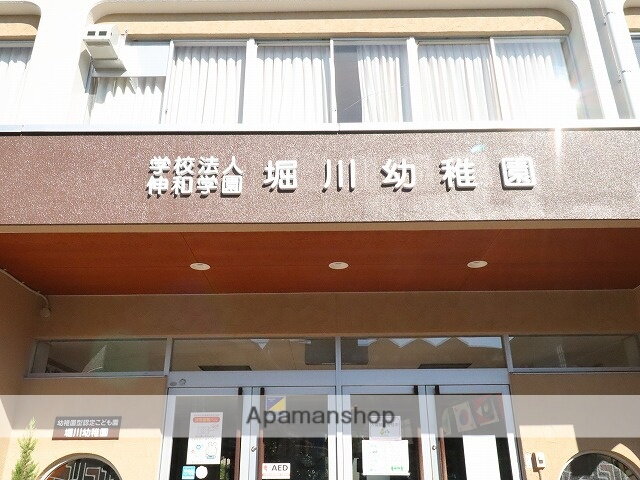 学校法人
伸和学園
堀川幼稚園
幼稚園型認定こども園
堀川幼稚園
Apamanshop
AED